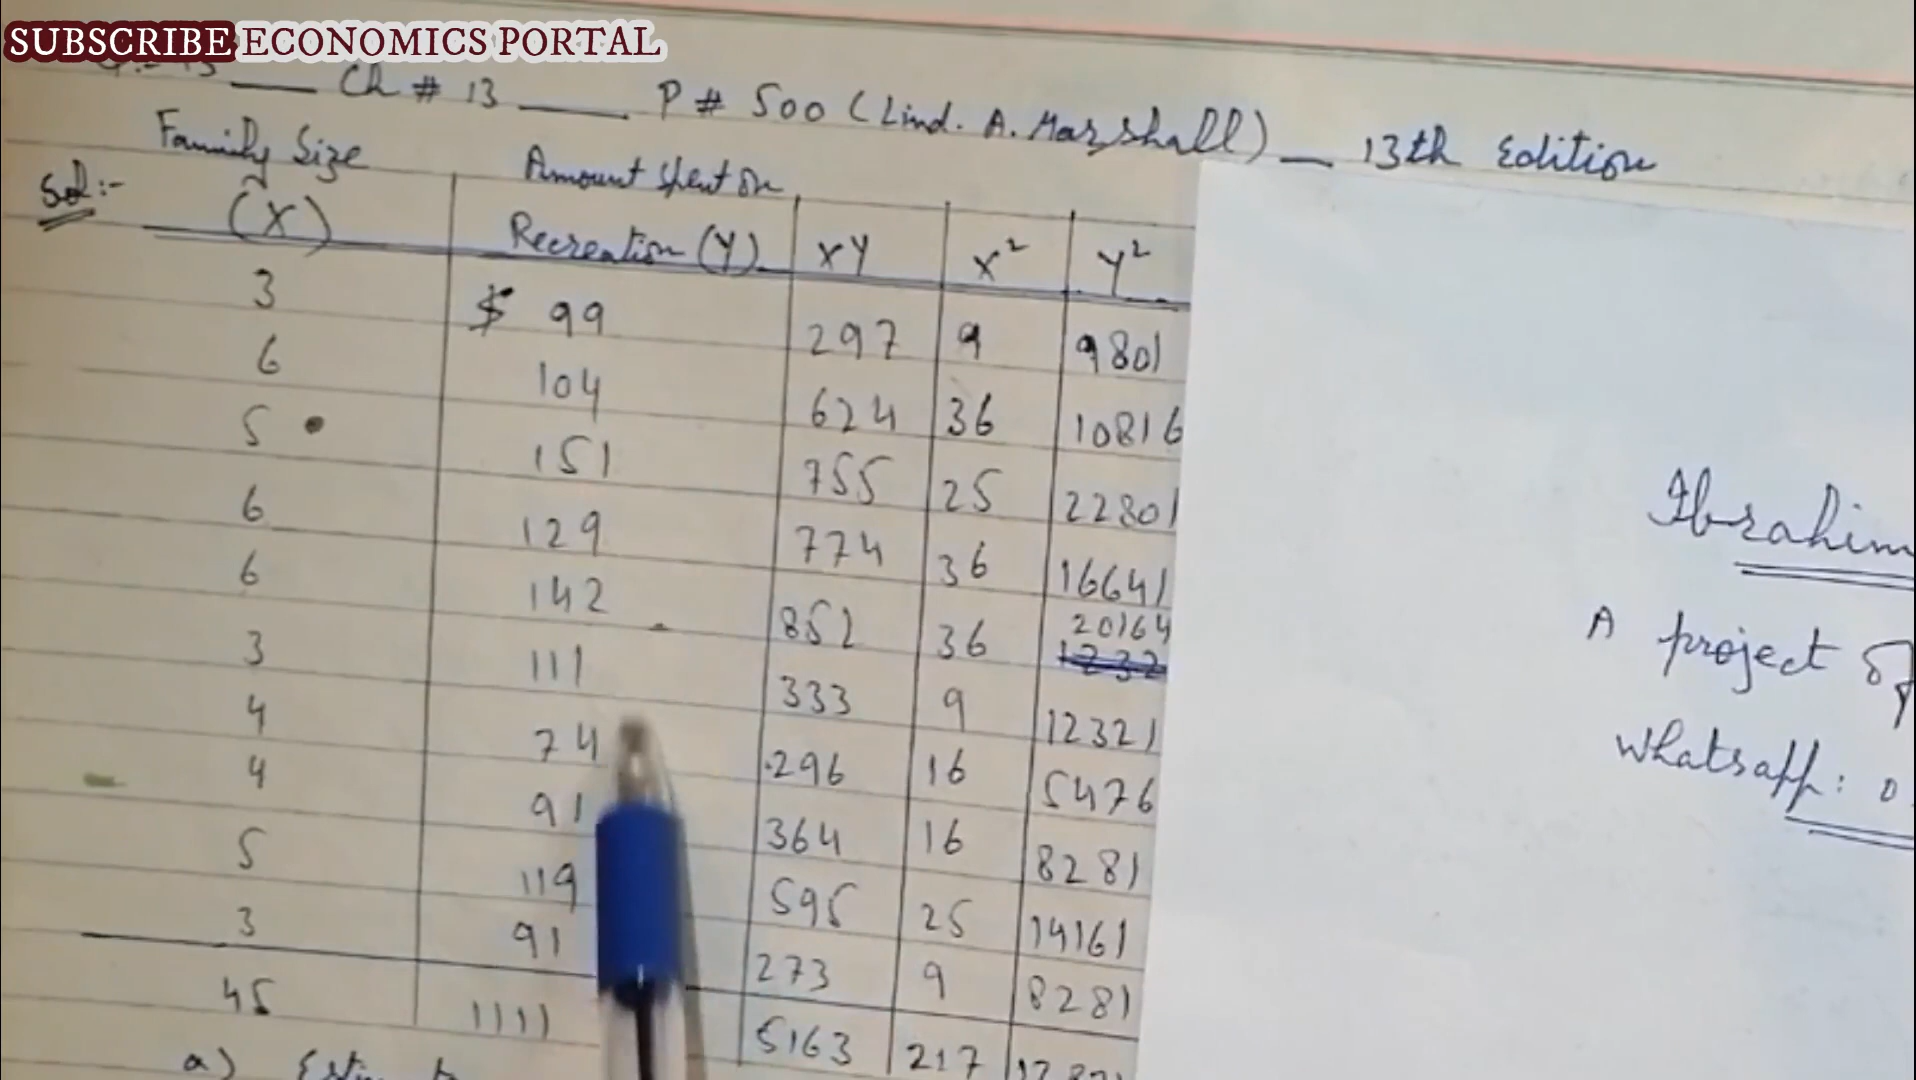 SUBSCRIBE ECONOMICS PORTAL
Ch # 13 P # 500 (Lind. A. Marshall) 13th Edition
Family Size Amount Spent on
Sol:- (X) Recreation (Y) XY X² Y²
3 $ 99 297 9 9801
6 104 624 36 10816
5 151 755 25 22801
6 129 774 36 16641
6 142 852 36 20164
1232
3 111 333 9 12321
4 74 296 16 5476
4 91 364 16 8281
5 119 595 25 14161
3 91 273 9 8281
45 1111 5163 217
a)
Ibrahim
A project of
Whatsapp: 0